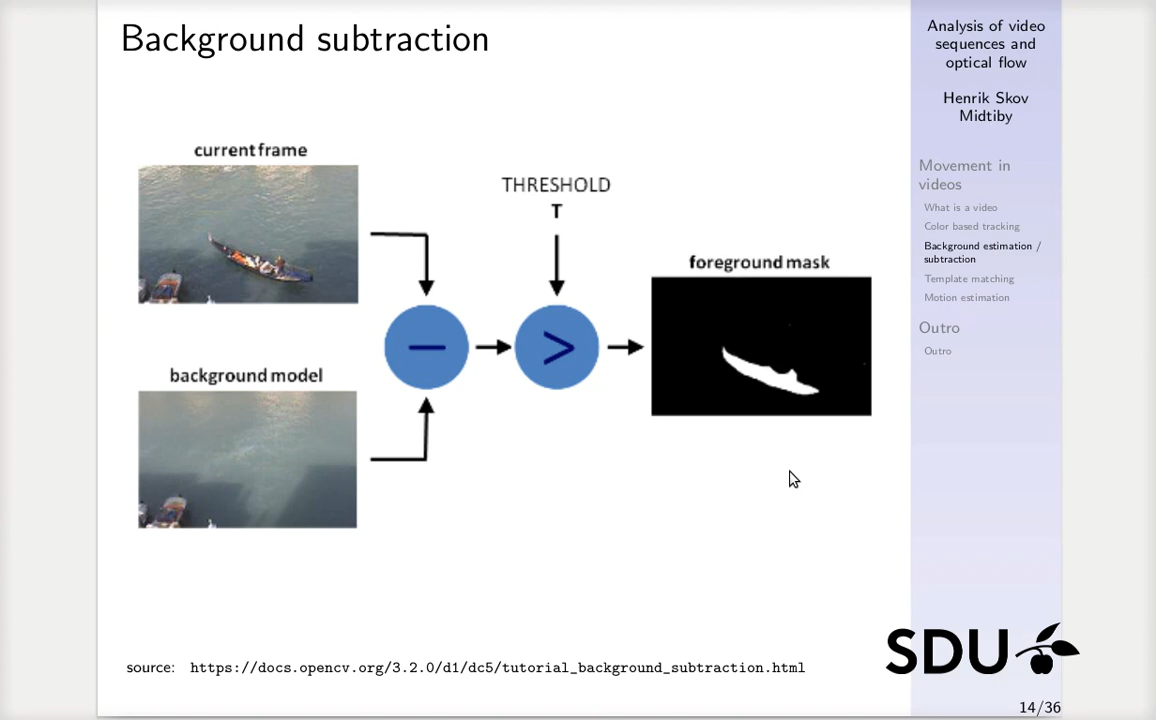 Background subtraction
current frame
THRESHOLD
T
foreground mask
−
>
background model
source: https://docs.opencv.org/3.2.0/d1/dc5/tutorial_background_subtraction.html
Analysis of video
sequences and
optical flow
Henrik Skov
Midtiby
Movement in
videos
What is a video
Color based tracking
Background estimation /
subtraction
Template matching
Motion estimation
Outro
Outro
SDU
14/36